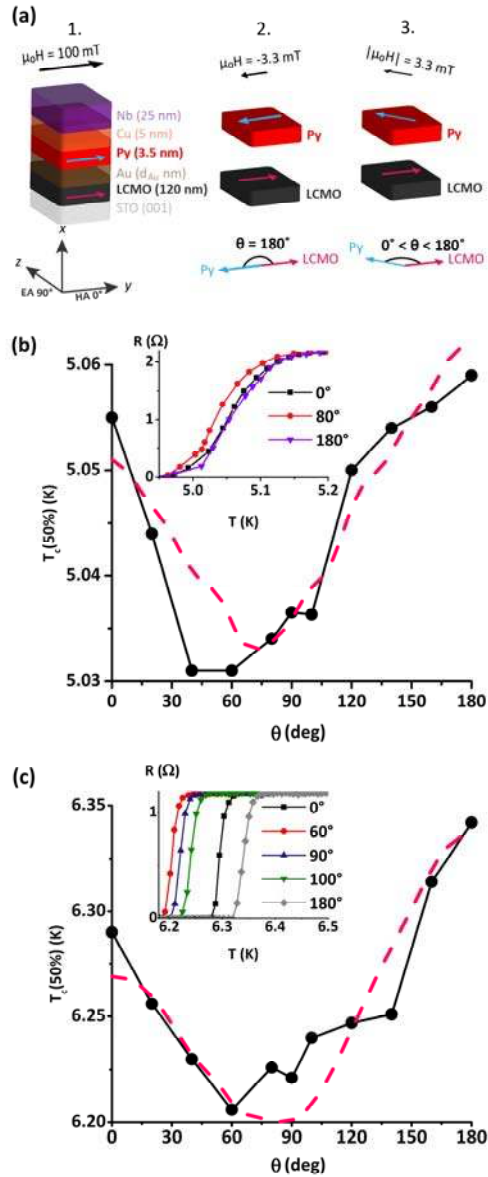 (a)
1.
2.
3.
μ₀H = 100 mT
μ₀H = -3.3 mT
|μ₀H| = 3.3 mT
Nb (25 nm)
Cu (5 nm)
Py (3.5 nm)
Au (d_Au nm)
LCMO (120 nm)
STO (001)
Py
LCMO
Py
LCMO
x
z
y
EA 90°
HA 0°
θ = 180°
Py
LCMO
0° < θ < 180°
Py
LCMO
(b)
R (Ω)
2
1
0
0°
80°
180°
5.0
5.1
5.2
T (K)
5.06
5.05
5.04
5.03
T_c(50%) (K)
0
30
60
90
120
150
180
θ (deg)
(c)
R (Ω)
1
0
0°
60°
90°
100°
180°
6.2
6.3
6.4
6.5
T (K)
6.35
6.30
6.25
6.20
T_c(50%) (K)
0
30
60
90
120
150
180
θ (deg)